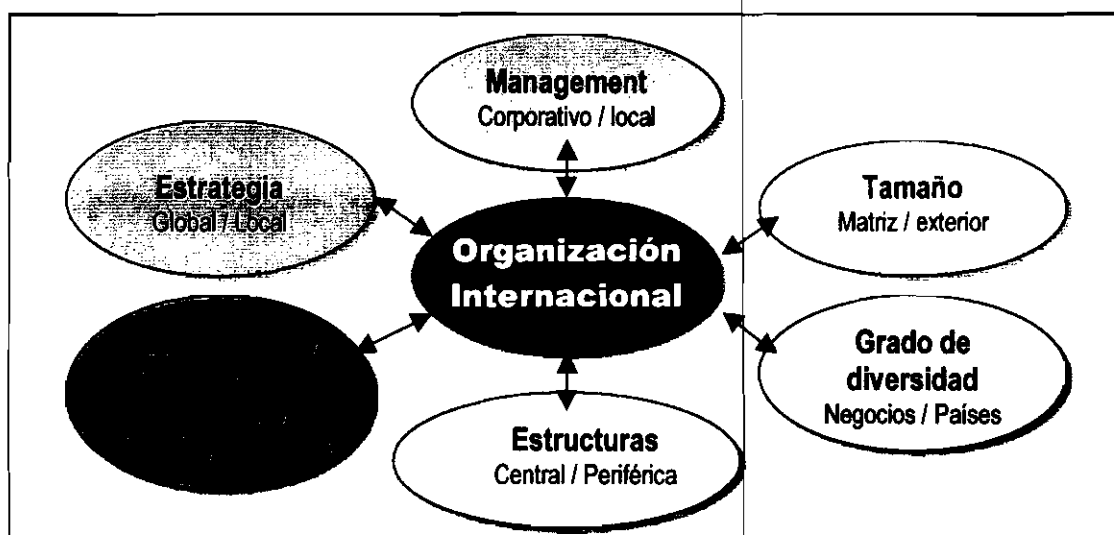 Management
Corporativo / local
Estrategia
Global / Local
Tamaño
Matriz / exterior
Organización
Internacional
Grado de
diversidad
Negocios / Países
Estructuras
Central / Periférica